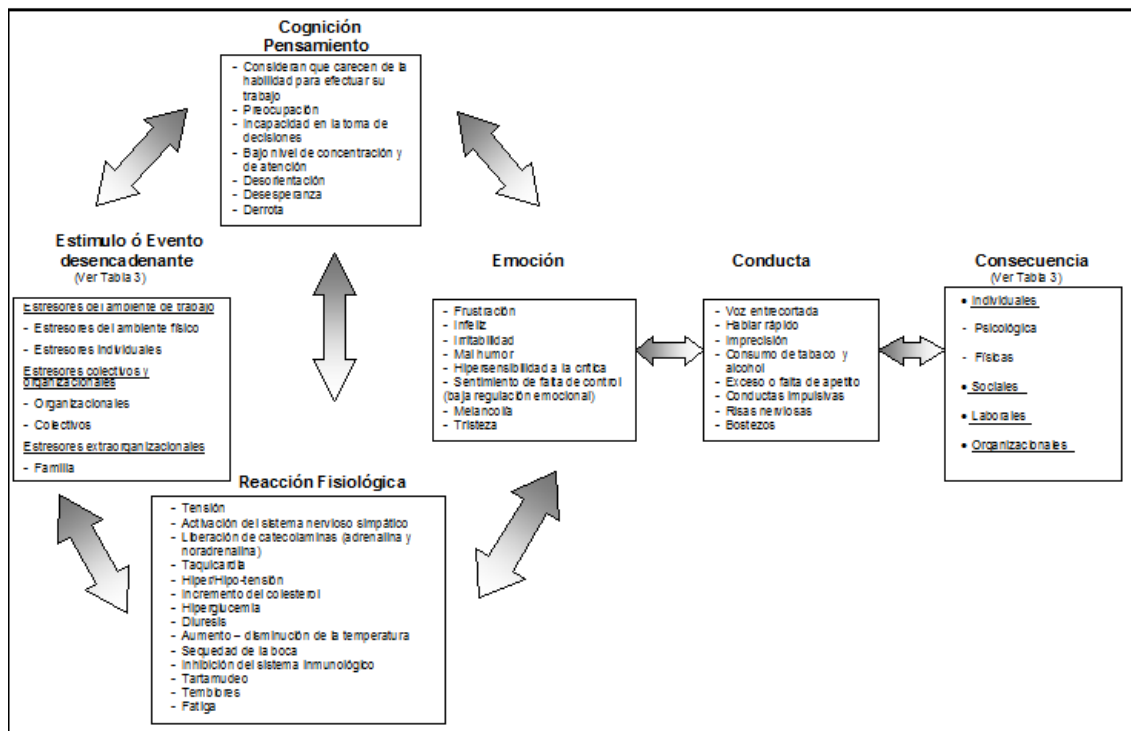 Cognición
Pensamiento
- Consideran que carecen de la
habilidad para efectuar su
trabajo
- Preocupación
- Incapacidad en la toma de
decisiones
- Bajo nivel de concentración y
de atención
- Desorientación
- Desesperanza
- Derrota
Estimulo ó Evento
desencadenante
(Ver Tabla 3)
Estresores del ambiente de trabajo
- Estresores del ambiente físico
- Estresores individuales
Estresores colectivos y
organizacionales
- Organizacionales
- Colectivos
Estresores extraorganizacionales
- Familia
Reacción Fisiológica
- Tensión
- Activación del sistema nervioso simpático
- Liberación de catecolaminas (adrenalina y
noradrenalina)
- Taquicardia
- Hiper/Hipo-tensión
- Incremento del colesterol
- Hiperglucemia
- Diuresis
- Aumento – disminución de la temperatura
- Sequedad de la boca
- Inhibición del sistema inmunológico
- Tartamudeo
- Temblores
- Fatiga
Emoción
- Frustración
- Infeliz
- Irritabilidad
- Mal humor
- Hipersensibilidad a la crítica
- Sentimiento de falta de control
(baja regulación emocional)
- Melancolía
- Tristeza
Conducta
- Voz entrecortada
- Hablar rápido
- Imprecisión
- Consumo de tabaco y
alcohol
- Exceso o falta de apetito
- Conductas impulsivas
- Risas nerviosas
- Bostezos
Consecuencia
(Ver Tabla 3)
• Individuales
- Psicológica
- Físicas
• Sociales
• Laborales
• Organizacionales